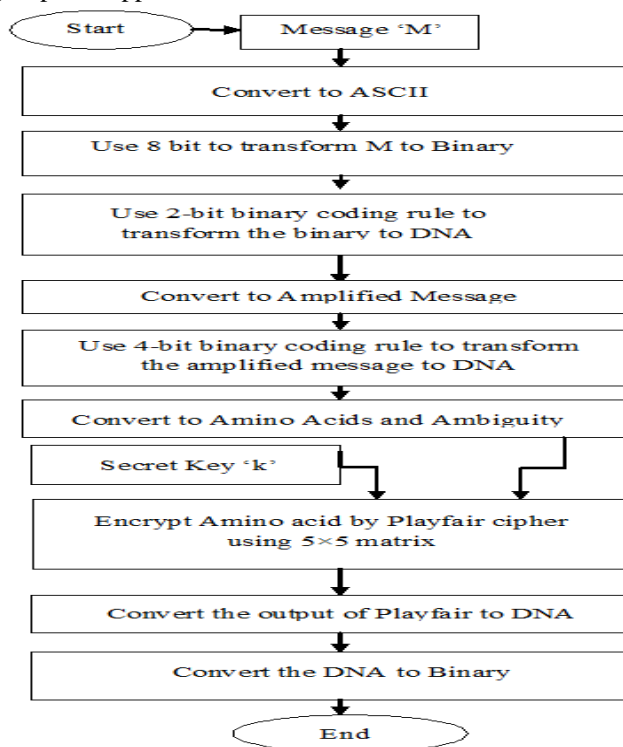 Start
Message ‘M’
Convert to ASCII
Use 8 bit to transform M to Binary
Use 2-bit binary coding rule to
transform the binary to DNA
Convert to Amplified Message
Use 4-bit binary coding rule to transform
the amplified message to DNA
Convert to Amino Acids and Ambiguity
Secret Key ‘k’
Encrypt Amino acid by Playfair cipher
using 5×5 matrix
Convert the output of Playfair to DNA
Convert the DNA to Binary
End